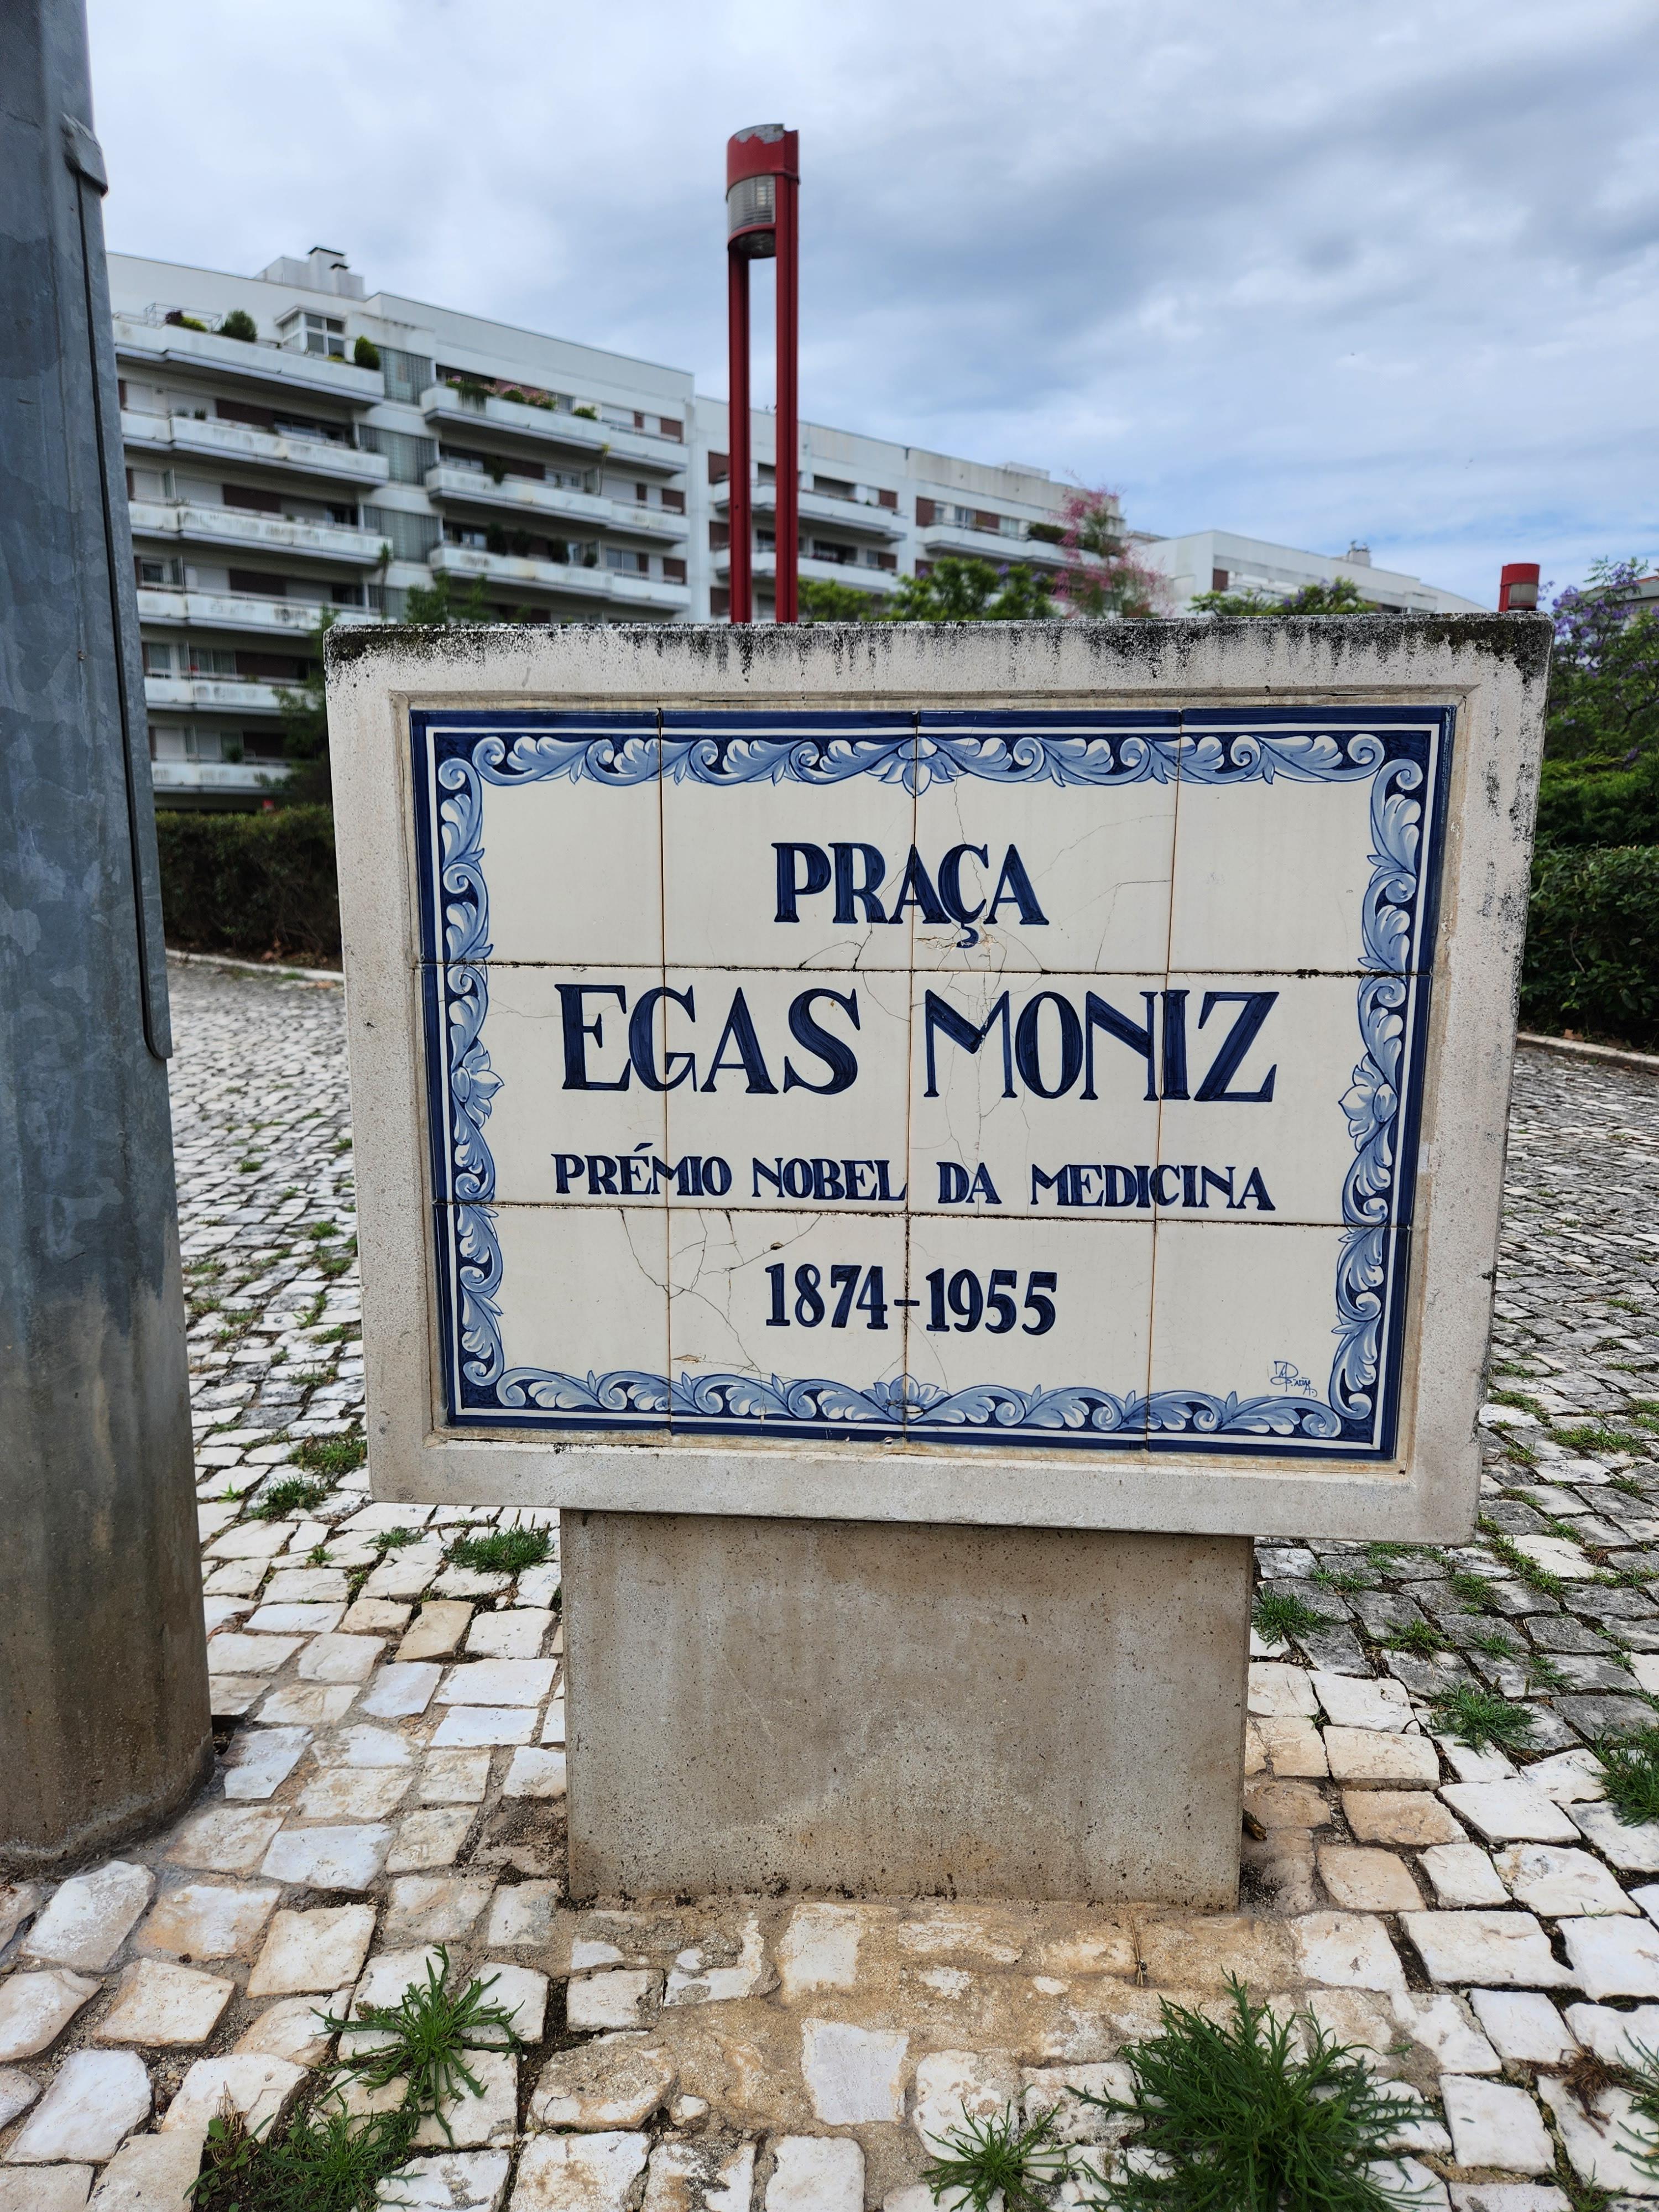 PRAÇA
EGAS MONIZ
PRÉMIO NOBEL DA MEDICINA
1874-1955